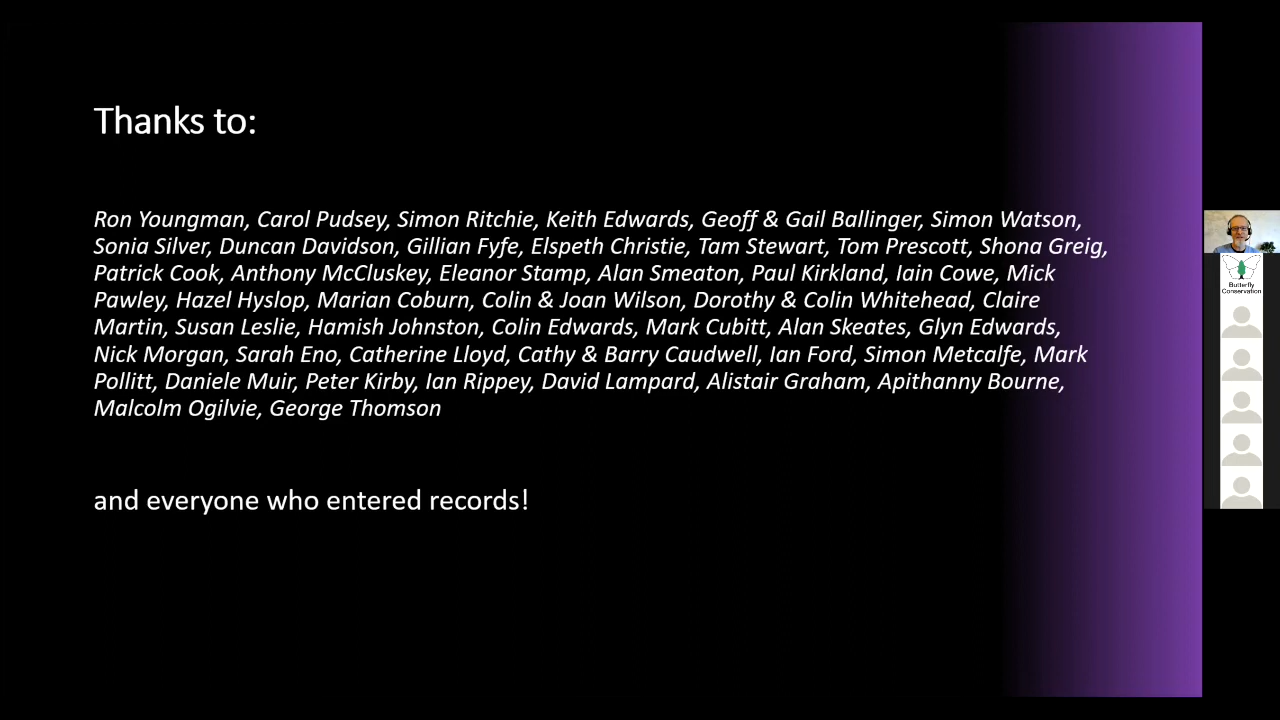 Thanks to:
Ron Youngman, Carol Pudsey, Simon Ritchie, Keith Edwards, Geoff & Gail Ballinger, Simon Watson,
Sonia Silver, Duncan Davidson, Gillian Fyfe, Elspeth Christie, Tam Stewart, Tom Prescott, Shona Greig,
Patrick Cook, Anthony McCluskey, Eleanor Stamp, Alan Smeaton, Paul Kirkland, Iain Cowe, Mick
Pawley, Hazel Hyslop, Marian Coburn, Colin & Joan Wilson, Dorothy & Colin Whitehead, Claire
Martin, Susan Leslie, Hamish Johnston, Colin Edwards, Mark Cubitt, Alan Skeates, Glyn Edwards,
Nick Morgan, Sarah Eno, Catherine Lloyd, Cathy & Barry Caudwell, Ian Ford, Simon Metcalfe, Mark
Pollitt, Daniele Muir, Peter Kirby, Ian Rippey, David Lampard, Alistair Graham, Apithanny Bourne,
Malcolm Ogilvie, George Thomson
and everyone who entered records!
Butterfly
Conservation